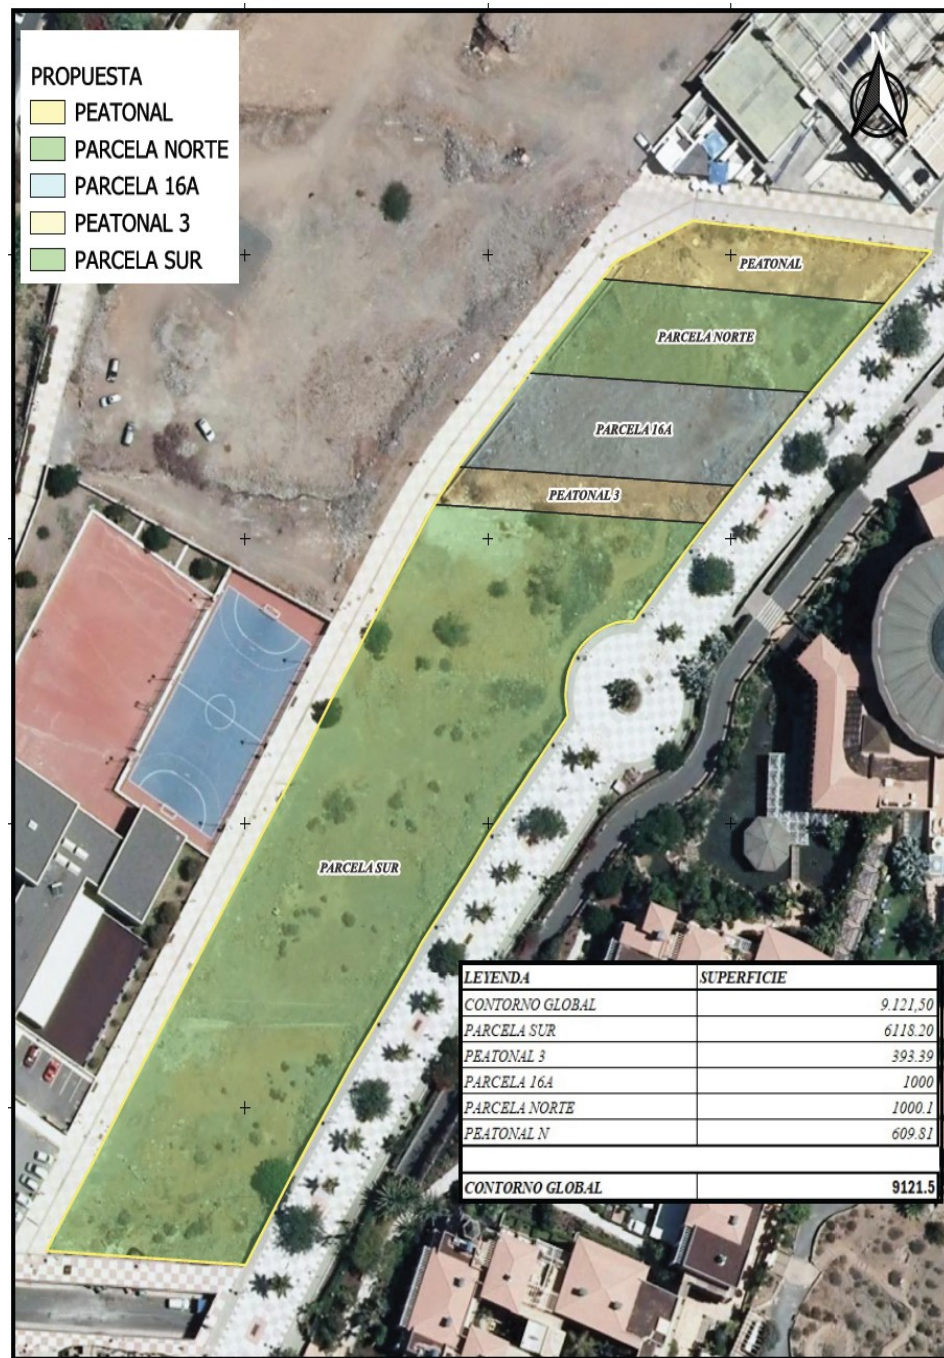 N
PROPUESTA
PEATONAL
PARCELA NORTE
PARCELA 16A
PEATONAL 3
PARCELA SUR
PEATONAL
PARCELA NORTE
PARCELA 16A
PEATONAL 3
PARCELA SUR
LEYENDA SUPERFICIE
CONTORNO GLOBAL 9.121,50
PARCELA SUR 6118.20
PEATONAL 3 393.39
PARCELA 16A 1000
PARCELA NORTE 1000.1
PEATONAL N 609.81
CONTORNO GLOBAL 9121.5